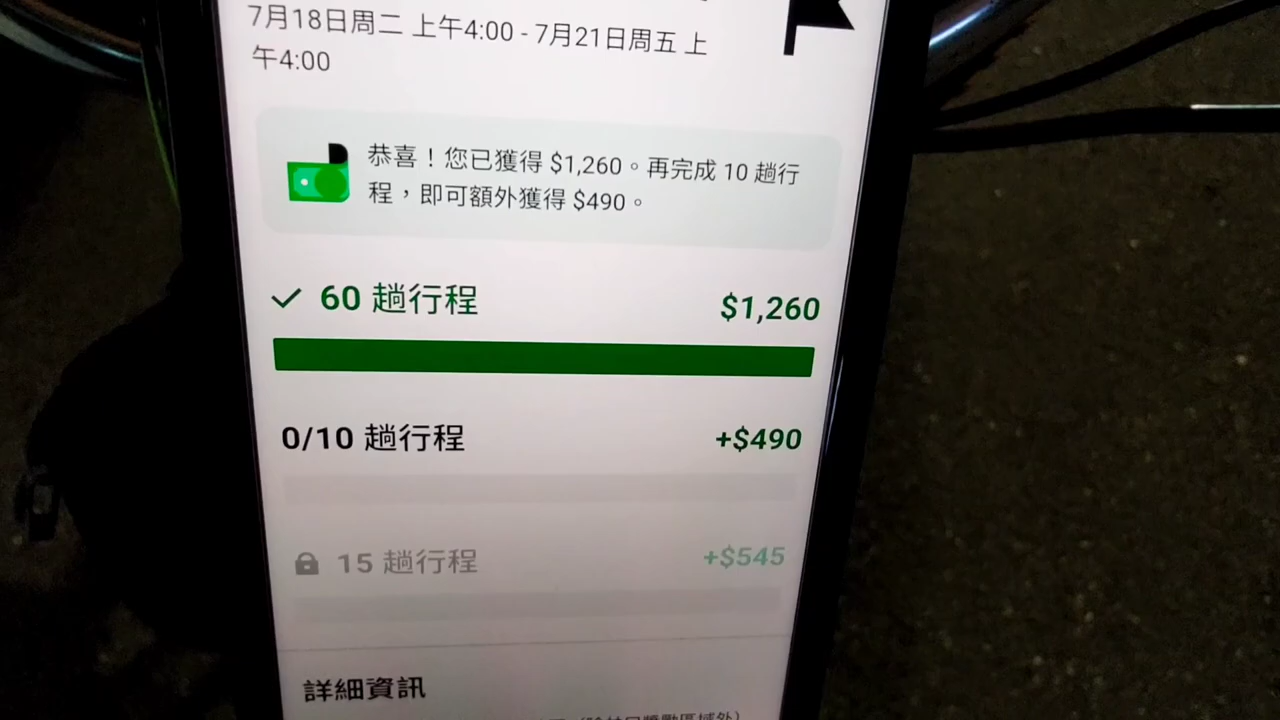 7月18日周二 上午4:00 - 7月21日周五 上
午4:00
恭喜！您已獲得 $1,260。再完成 10 趟行
程，即可額外獲得 $490。
60 趟行程 $1,260
0/10 趟行程 +$490
15 趟行程 +$545
詳細資訊